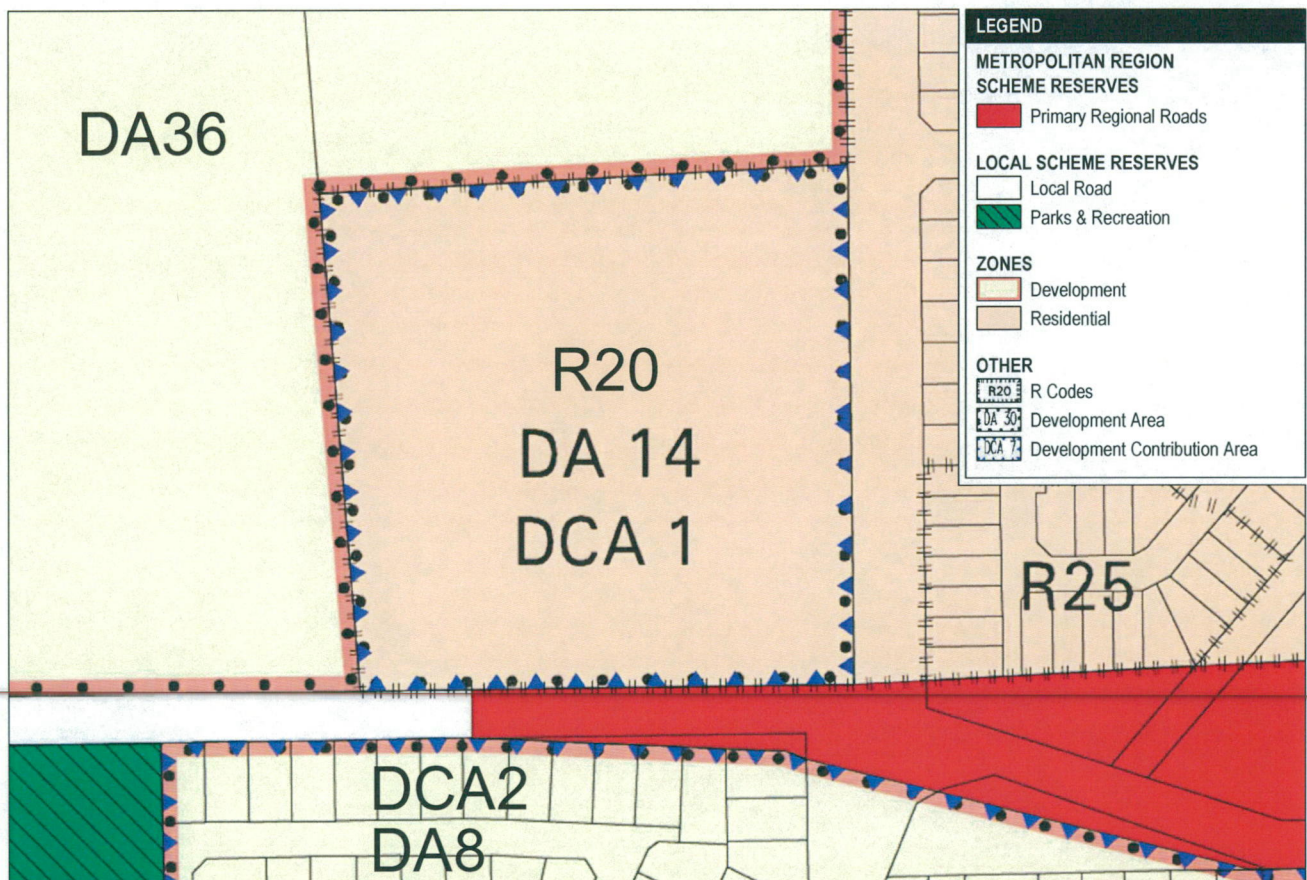 DA36
R20
DA 14
DCA 1
R25
DCA2
DA8
LEGEND
METROPOLITAN REGION
SCHEME RESERVES
Primary Regional Roads
LOCAL SCHEME RESERVES
Local Road
Parks & Recreation
ZONES
Development
Residential
OTHER
R20 R Codes
DA 30 Development Area
DCA 7 Development Contribution Area